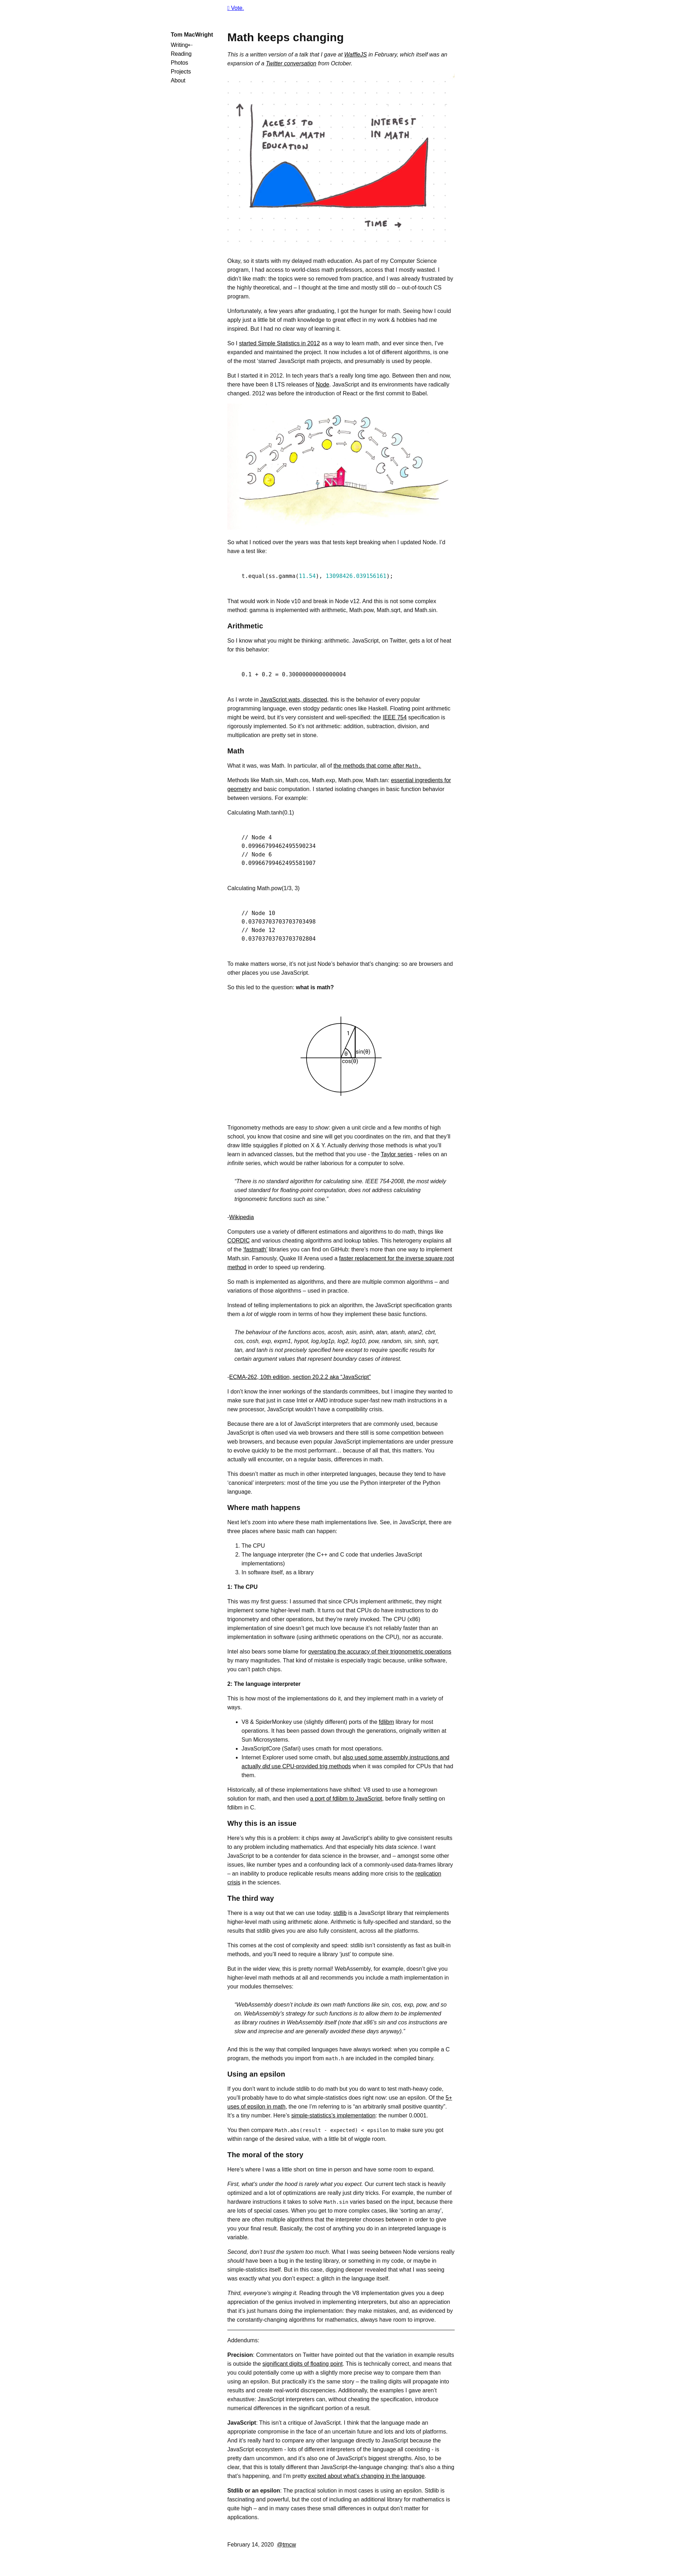 Vote.
Tom MacWright
Writing⇠
Reading
Photos
Projects
About
Math keeps changing
This is a written version of a talk that I gave at WaffleJS in February, which itself was an
expansion of a Twitter conversation from October.
ACCESS TO
FORMAL MATH
EDUCATION
INTEREST
IN MATH
TIME →
Okay, so it starts with my delayed math education. As part of my Computer Science
program, I had access to world-class math professors, access that I mostly wasted. I
didn't like math: the topics were so removed from practice, and I was already frustrated by
the highly theoretical, and – I thought at the time and mostly still do – out-of-touch CS
program.
Unfortunately, a few years after graduating, I got the hunger for math. Seeing how I could
apply just a little bit of math knowledge to great effect in my work & hobbies had me
inspired. But I had no clear way of learning it.
So I started Simple Statistics in 2012 as a way to learn math, and ever since then, I've
expanded and maintained the project. It now includes a lot of different algorithms, is one
of the most 'starred' JavaScript math projects, and presumably is used by people.
But I started it in 2012. In tech years that's a really long time ago. Between then and now,
there have been 8 LTS releases of Node. JavaScript and its environments have radically
changed. 2012 was before the introduction of React or the first commit to Babel.
So what I noticed over the years was that tests kept breaking when I updated Node. I'd
have a test like:
t.equal(ss.gamma(11.54), 13098426.039156161);
That would work in Node v10 and break in Node v12. And this is not some complex
method: gamma is implemented with arithmetic, Math.pow, Math.sqrt, and Math.sin.
Arithmetic
So I know what you might be thinking: arithmetic. JavaScript, on Twitter, gets a lot of heat
for this behavior:
0.1 + 0.2 = 0.30000000000000004
As I wrote in JavaScript wats, dissected, this is the behavior of every popular
programming language, even stodgy pedantic ones like Haskell. Floating point arithmetic
might be weird, but it's very consistent and well-specified: the IEEE 754 specification is
rigorously implemented. So it's not arithmetic: addition, subtraction, division, and
multiplication are pretty set in stone.
Math
What it was, was Math. In particular, all of the methods that come after Math.
Methods like Math.sin, Math.cos, Math.exp, Math.pow, Math.tan: essential ingredients for
geometry and basic computation. I started isolating changes in basic function behavior
between versions. For example:
Calculating Math.tanh(0.1)
// Node 4
0.09966799462495590234
// Node 6
0.09966799462495581907
Calculating Math.pow(1/3, 3)
// Node 10
0.03703703703703703498
// Node 12
0.03703703703703702804
To make matters worse, it's not just Node's behavior that's changing: so are browsers and
other places you use JavaScript.
So this led to the question: what is math?
1
θ
sin(θ)
cos(θ)
Trigonometry methods are easy to show: given a unit circle and a few months of high
school, you know that cosine and sine will get you coordinates on the rim, and that they'll
draw little squigglies if plotted on X & Y. Actually deriving those methods is what you'll
learn in advanced classes, but the method that you use - the Taylor series - relies on an
infinite series, which would be rather laborious for a computer to solve.
"There is no standard algorithm for calculating sine. IEEE 754-2008, the most widely
used standard for floating-point computation, does not address calculating
trigonometric functions such as sine."
-Wikipedia
Computers use a variety of different estimations and algorithms to do math, things like
CORDIC and various cheating algorithms and lookup tables. This heterogeny explains all
of the 'fastmath' libraries you can find on GitHub: there's more than one way to implement
Math.sin. Famously, Quake III Arena used a faster replacement for the inverse square root
method in order to speed up rendering.
So math is implemented as algorithms, and there are multiple common algorithms – and
variations of those algorithms – used in practice.
Instead of telling implementations to pick an algorithm, the JavaScript specification grants
them a lot of wiggle room in terms of how they implement these basic functions.
The behaviour of the functions acos, acosh, asin, asinh, atan, atanh, atan2, cbrt,
cos, cosh, exp, expm1, hypot, log,log1p, log2, log10, pow, random, sin, sinh, sqrt,
tan, and tanh is not precisely specified here except to require specific results for
certain argument values that represent boundary cases of interest.
-ECMA-262, 10th edition, section 20.2.2 aka "JavaScript"
I don't know the inner workings of the standards committees, but I imagine they wanted to
make sure that just in case Intel or AMD introduce super-fast new math instructions in a
new processor, JavaScript wouldn't have a compatibility crisis.
Because there are a lot of JavaScript interpreters that are commonly used, because
JavaScript is often used via web browsers and there still is some competition between
web browsers, and because even popular JavaScript implementations are under pressure
to evolve quickly to be the most performant… because of all that, this matters. You
actually will encounter, on a regular basis, differences in math.
This doesn't matter as much in other interpreted languages, because they tend to have
'canonical' interpreters: most of the time you use the Python interpreter of the Python
language.
Where math happens
Next let's zoom into where these math implementations live. See, in JavaScript, there are
three places where basic math can happen:
1. The CPU
2. The language interpreter (the C++ and C code that underlies JavaScript
implementations)
3. In software itself, as a library
1: The CPU
This was my first guess: I assumed that since CPUs implement arithmetic, they might
implement some higher-level math. It turns out that CPUs do have instructions to do
trigonometry and other operations, but they're rarely invoked. The CPU (x86)
implementation of sine doesn't get much love because it's not reliably faster than an
implementation in software (using arithmetic operations on the CPU), nor as accurate.
Intel also bears some blame for overstating the accuracy of their trigonometric operations
by many magnitudes. That kind of mistake is especially tragic because, unlike software,
you can't patch chips.
2: The language interpreter
This is how most of the implementations do it, and they implement math in a variety of
ways.
• V8 & SpiderMonkey use (slightly different) ports of the fdlibm library for most
operations. It has been passed down through the generations, originally written at
Sun Microsystems.
• JavaScriptCore (Safari) uses cmath for most operations.
• Internet Explorer used some cmath, but also used some assembly instructions and
actually did use CPU-provided trig methods when it was compiled for CPUs that had
them.
Historically, all of these implementations have shifted: V8 used to use a homegrown
solution for math, and then used a port of fdlibm to JavaScript, before finally settling on
fdlibm in C.
Why this is an issue
Here's why this is a problem: it chips away at JavaScript's ability to give consistent results
to any problem including mathematics. And especially hits data science. I want
JavaScript to be a contender for data science in the browser, and – amongst some other
issues, like number types and a confounding lack of a commonly-used data-frames library
– an inability to produce replicable results means adding more crisis to the replication
crisis in the sciences.
The third way
There is a way out that we can use today. stdlib is a JavaScript library that reimplements
higher-level math using arithmetic alone. Arithmetic is fully-specified and standard, so the
results that stdlib gives you are also fully consistent, across all the platforms.
This comes at the cost of complexity and speed: stdlib isn't consistently as fast as built-in
methods, and you'll need to require a library 'just' to compute sine.
But in the wider view, this is pretty normal! WebAssembly, for example, doesn't give you
higher-level math methods at all and recommends you include a math implementation in
your modules themselves:
"WebAssembly doesn't include its own math functions like sin, cos, exp, pow, and so
on. WebAssembly's strategy for such functions is to allow them to be implemented
as library routines in WebAssembly itself (note that x86's sin and cos instructions are
slow and imprecise and are generally avoided these days anyway)."
And this is the way that compiled languages have always worked: when you compile a C
program, the methods you import from math.h are included in the compiled binary.
Using an epsilon
If you don't want to include stdlib to do math but you do want to test math-heavy code,
you'll probably have to do what simple-statistics does right now: use an epsilon. Of the 5+
uses of epsilon in math, the one I'm referring to is "an arbitrarily small positive quantity".
It's a tiny number. Here's simple-statistics's implementation: the number 0.0001.
You then compare Math.abs(result - expected) < epsilon to make sure you got
within range of the desired value, with a little bit of wiggle room.
The moral of the story
Here's where I was a little short on time in person and have some room to expand.
First, what's under the hood is rarely what you expect. Our current tech stack is heavily
optimized and a lot of optimizations are really just dirty tricks. For example, the number of
hardware instructions it takes to solve Math.sin varies based on the input, because there
are lots of special cases. When you get to more complex cases, like 'sorting an array',
there are often multiple algorithms that the interpreter chooses between in order to give
you your final result. Basically, the cost of anything you do in an interpreted language is
variable.
Second, don't trust the system too much. What I was seeing between Node versions really
should have been a bug in the testing library, or something in my code, or maybe in
simple-statistics itself. But in this case, digging deeper revealed that what I was seeing
was exactly what you don't expect: a glitch in the language itself.
Third, everyone's winging it. Reading through the V8 implementation gives you a deep
appreciation of the genius involved in implementing interpreters, but also an appreciation
that it's just humans doing the implementation: they make mistakes, and, as evidenced by
the constantly-changing algorithms for mathematics, always have room to improve.
Addendums:
Precision: Commentators on Twitter have pointed out that the variation in example results
is outside the significant digits of floating point. This is technically correct, and means that
you could potentially come up with a slightly more precise way to compare them than
using an epsilon. But practically it's the same story – the trailing digits will propagate into
results and create real-world discrepencies. Additionally, the examples I gave aren't
exhaustive: JavaScript interpreters can, without cheating the specification, introduce
numerical differences in the significant portion of a result.
JavaScript: This isn't a critique of JavaScript. I think that the language made an
appropriate compromise in the face of an uncertain future and lots and lots of platforms.
And it's really hard to compare any other language directly to JavaScript because the
JavaScript ecosystem - lots of different interpreters of the language all coexisting - is
pretty darn uncommon, and it's also one of JavaScript's biggest strengths. Also, to be
clear, that this is totally different than JavaScript-the-language changing: that's also a thing
that's happening, and I'm pretty excited about what's changing in the language.
Stdlib or an epsilon: The practical solution in most cases is using an epsilon. Stdlib is
fascinating and powerful, but the cost of including an additional library for mathematics is
quite high – and in many cases these small differences in output don't matter for
applications.
February 14, 2020 @tmcw